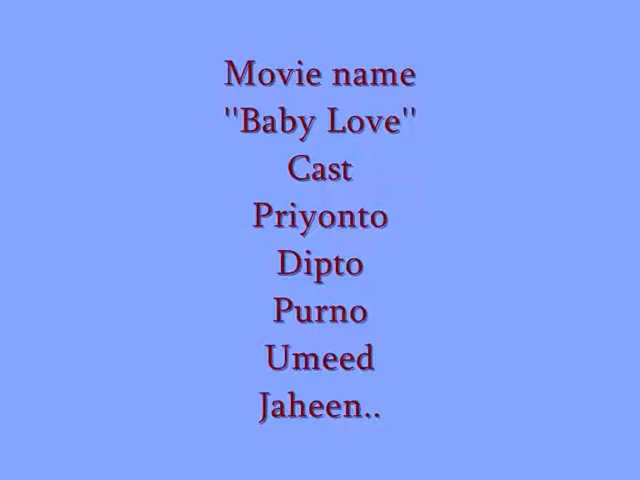 Movie name
''Baby Love''
Cast
Priyonto
Dipto
Purno
Umeed
Jaheen..